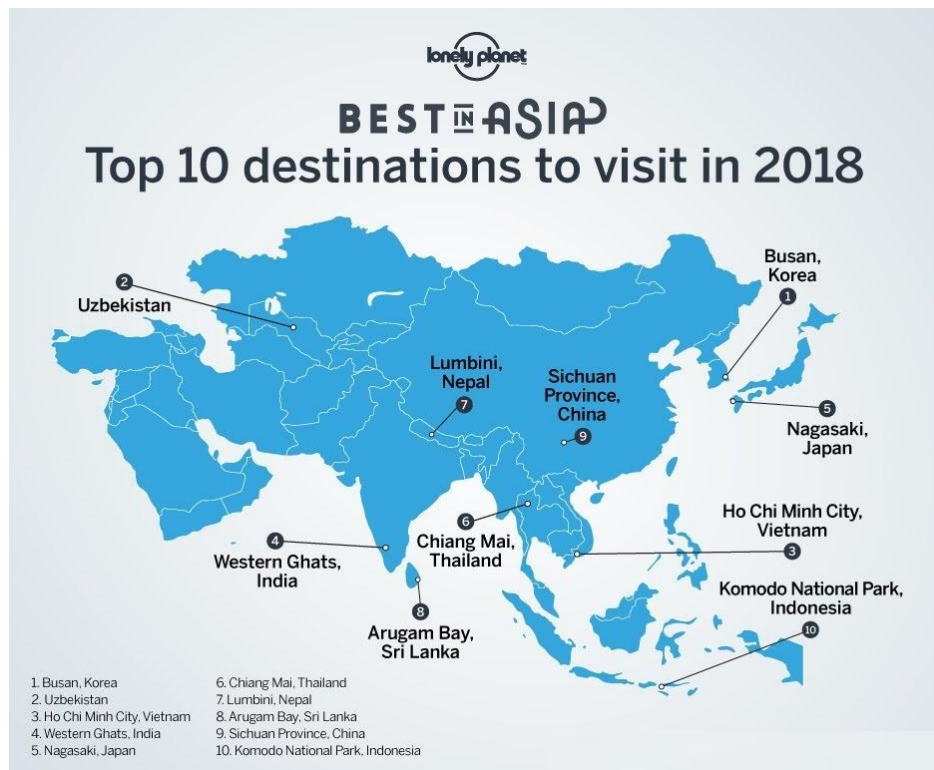 lonely planet
BEST IN ASIA
Top 10 destinations to visit in 2018
Busan,
Korea
1
2
Uzbekistan
Lumbini,
Nepal
7
Sichuan
Province,
China
9
5
Nagasaki,
Japan
6
Chiang Mai,
Thailand
Ho Chi Minh City,
Vietnam
3
4
Western Ghats,
India
Komodo National Park,
Indonesia
10
8
Arugam Bay,
Sri Lanka
1. Busan, Korea
2. Uzbekistan
3. Ho Chi Minh City, Vietnam
4. Western Ghats, India
5. Nagasaki, Japan
6. Chiang Mai, Thailand
7. Lumbini, Nepal
8. Arugam Bay, Sri Lanka
9. Sichuan Province, China
10. Komodo National Park, Indonesia